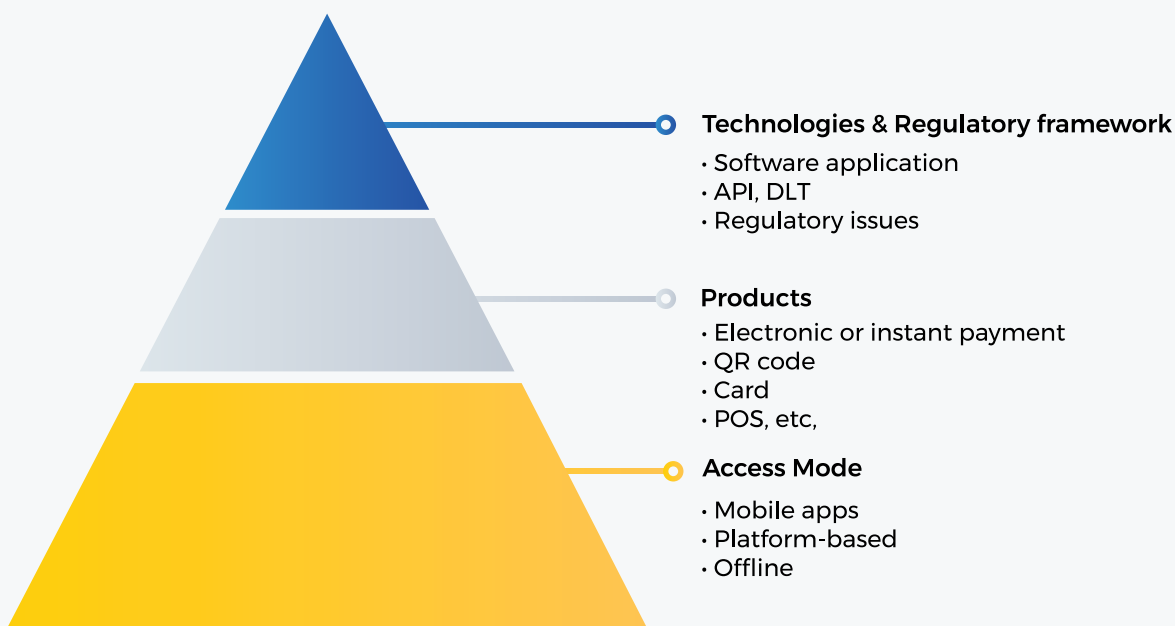 Technologies & Regulatory framework
· Software application
· API, DLT
· Regulatory issues
Products
· Electronic or instant payment
· QR code
· Card
· POS, etc,
Access Mode
· Mobile apps
· Platform-based
· Offline